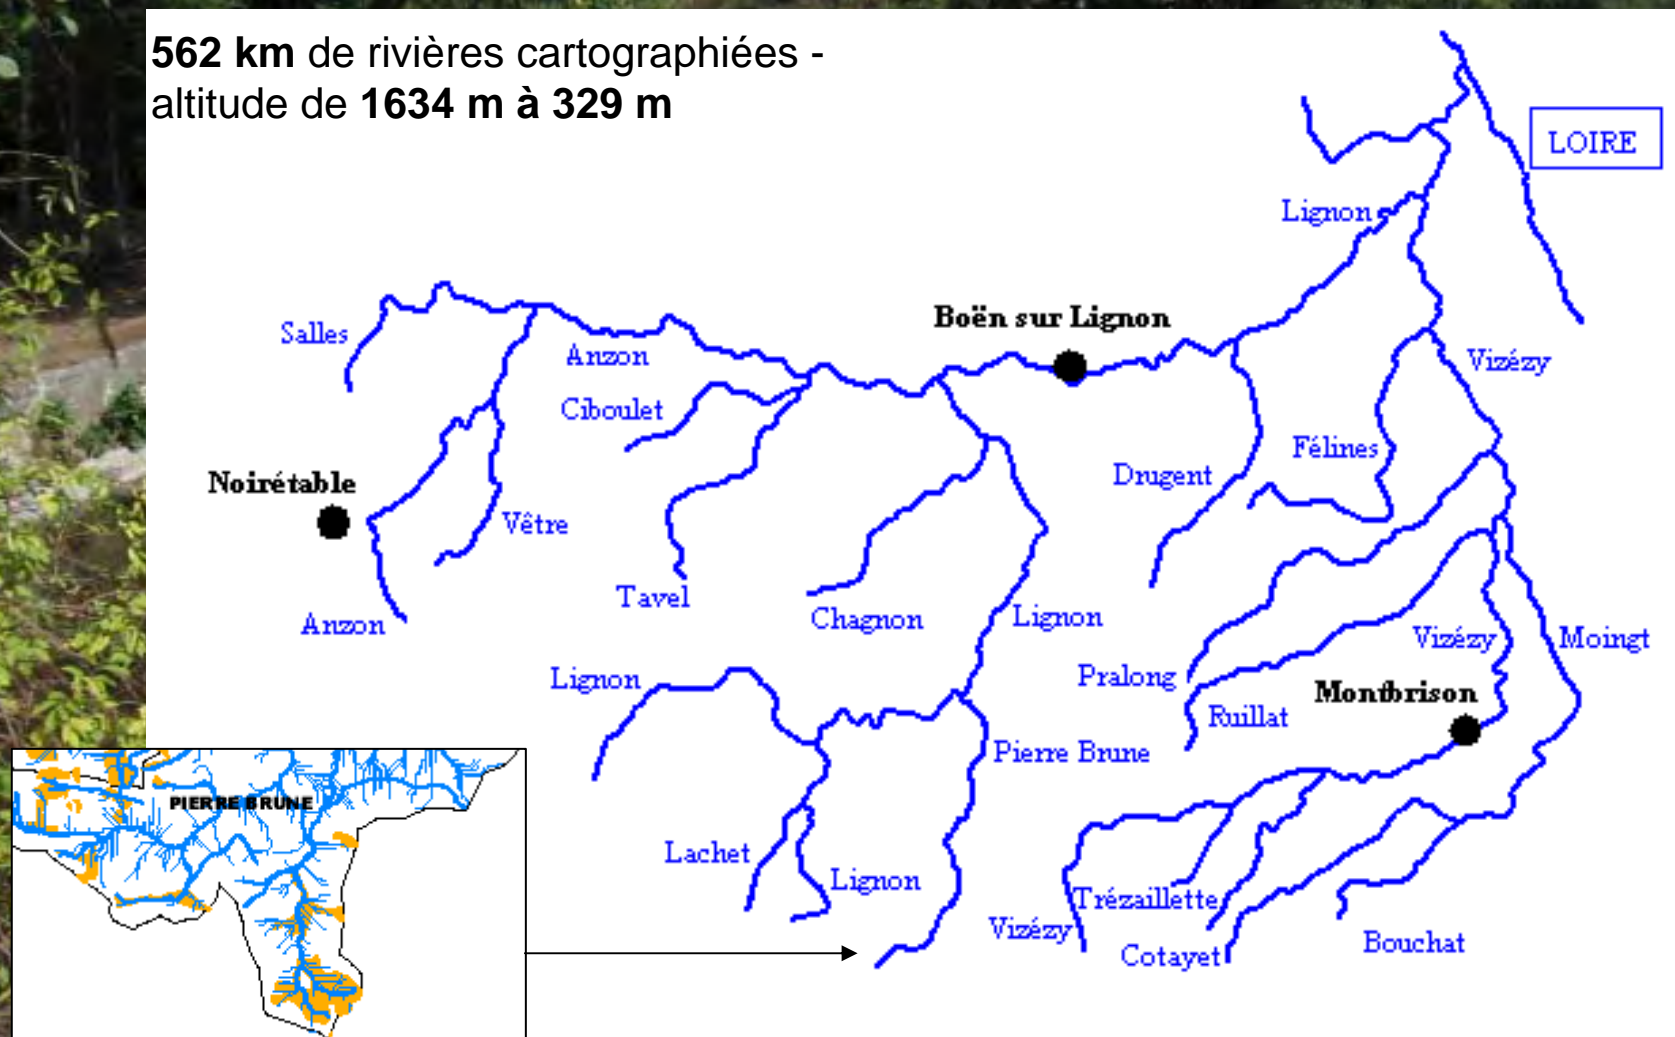 562 km de rivières cartographiées -
altitude de 1634 m à 329 m
LOIRE
Lignon
Boën sur Lignon
Salles
Anzon
Vizézy
Ciboulet
Félines
Drugent
Noirétable
Vêtre
Tavel
Chagnon
Lignon
Anzon
Vizézy
Moingt
Lignon
Pralong
Montbrison
Ruillat
Pierre Brune
PIERRE BRUNE
Lachet
Lignon
Trézaillette
Vizézy
Cotayet
Bouchat